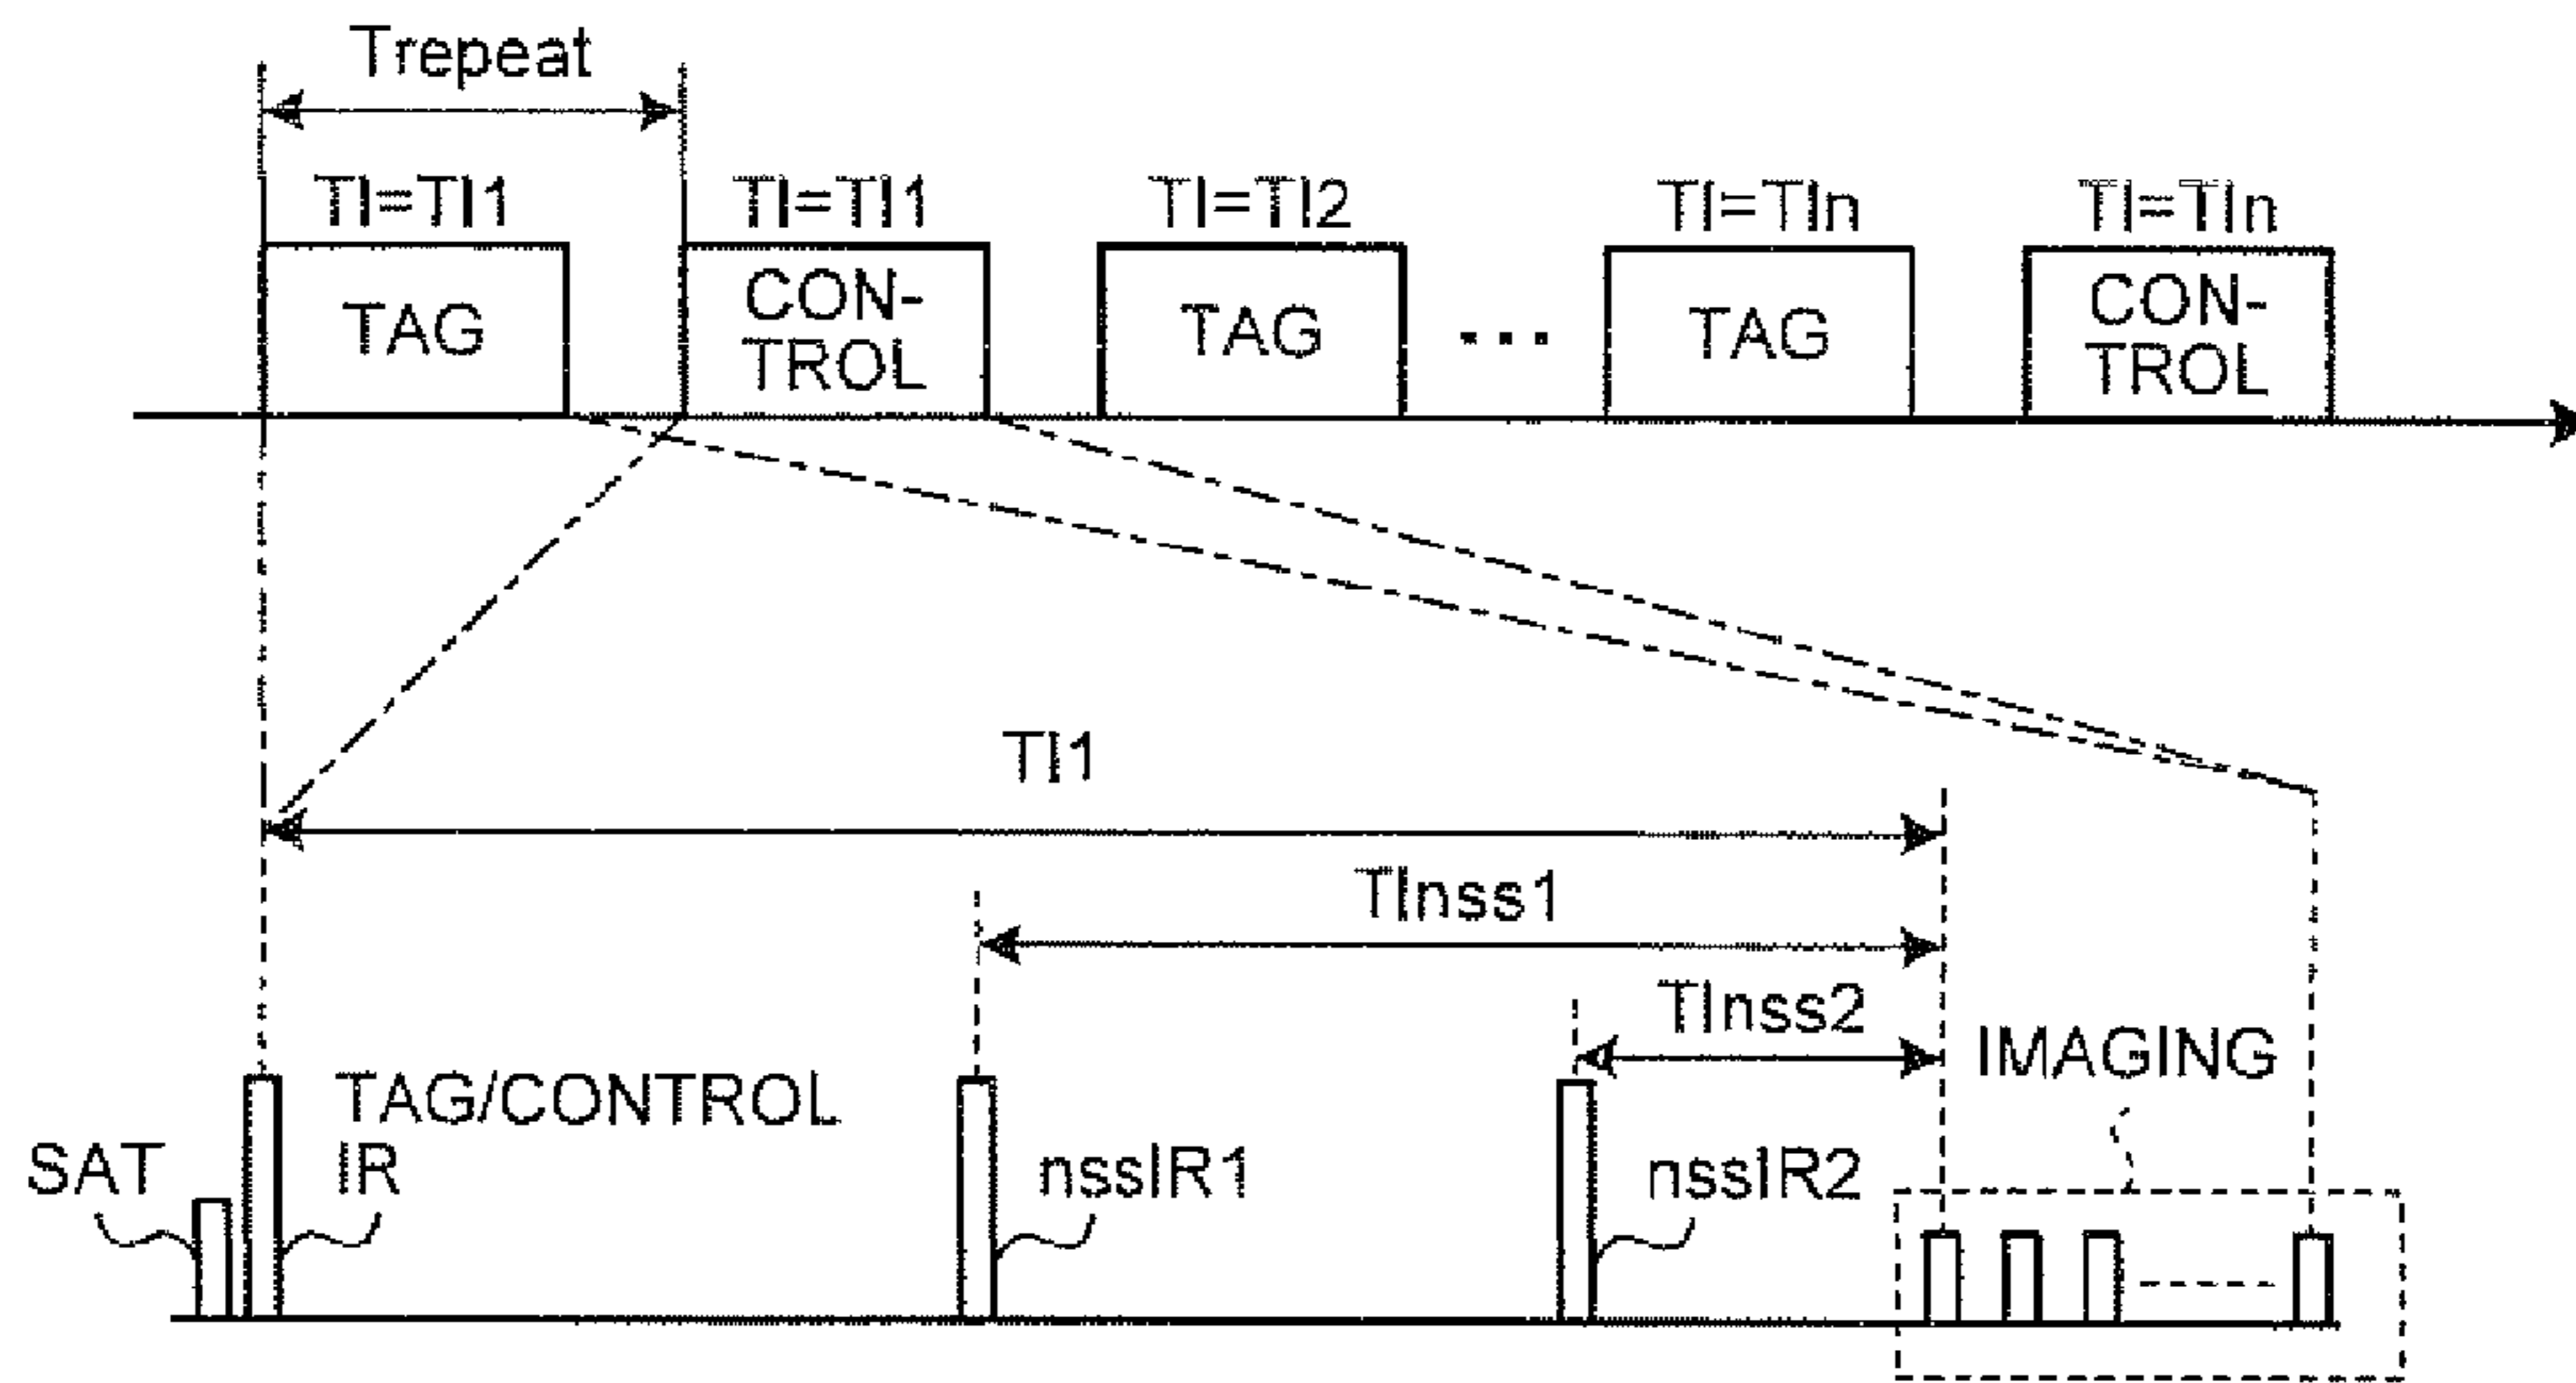 Trepeat
TI=TI1 TI=TI1 TI=TI2 TI=TIn TI=TIn
TAG CON-
TROL TAG ... TAG CON-
TROL
TI1
TInss1
TInss2
IMAGING
SAT TAG/CONTROL
IR nssIR1 nssIR2